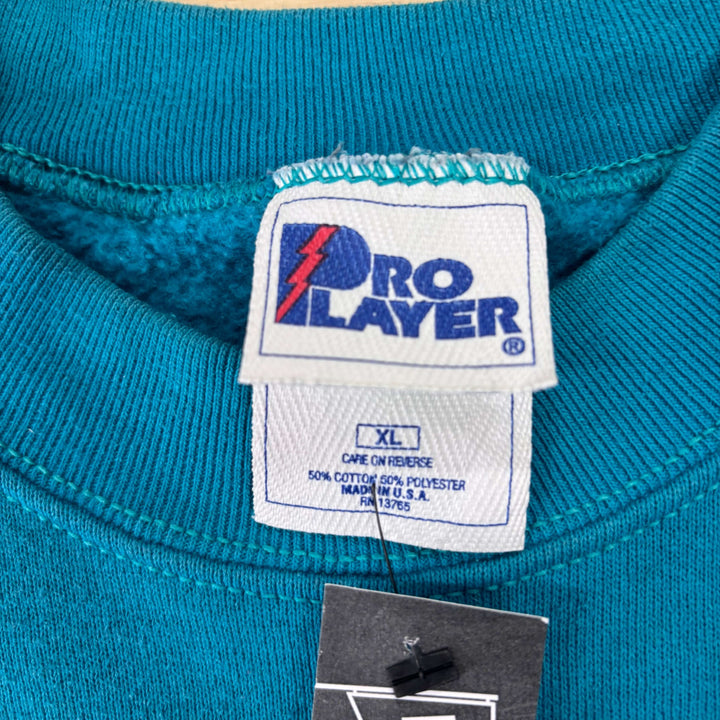 PRO
PLAYER®
XL
CARE ON REVERSE
50% COTTON 50% POLYESTER
MADE IN U.S.A.
RN 13765